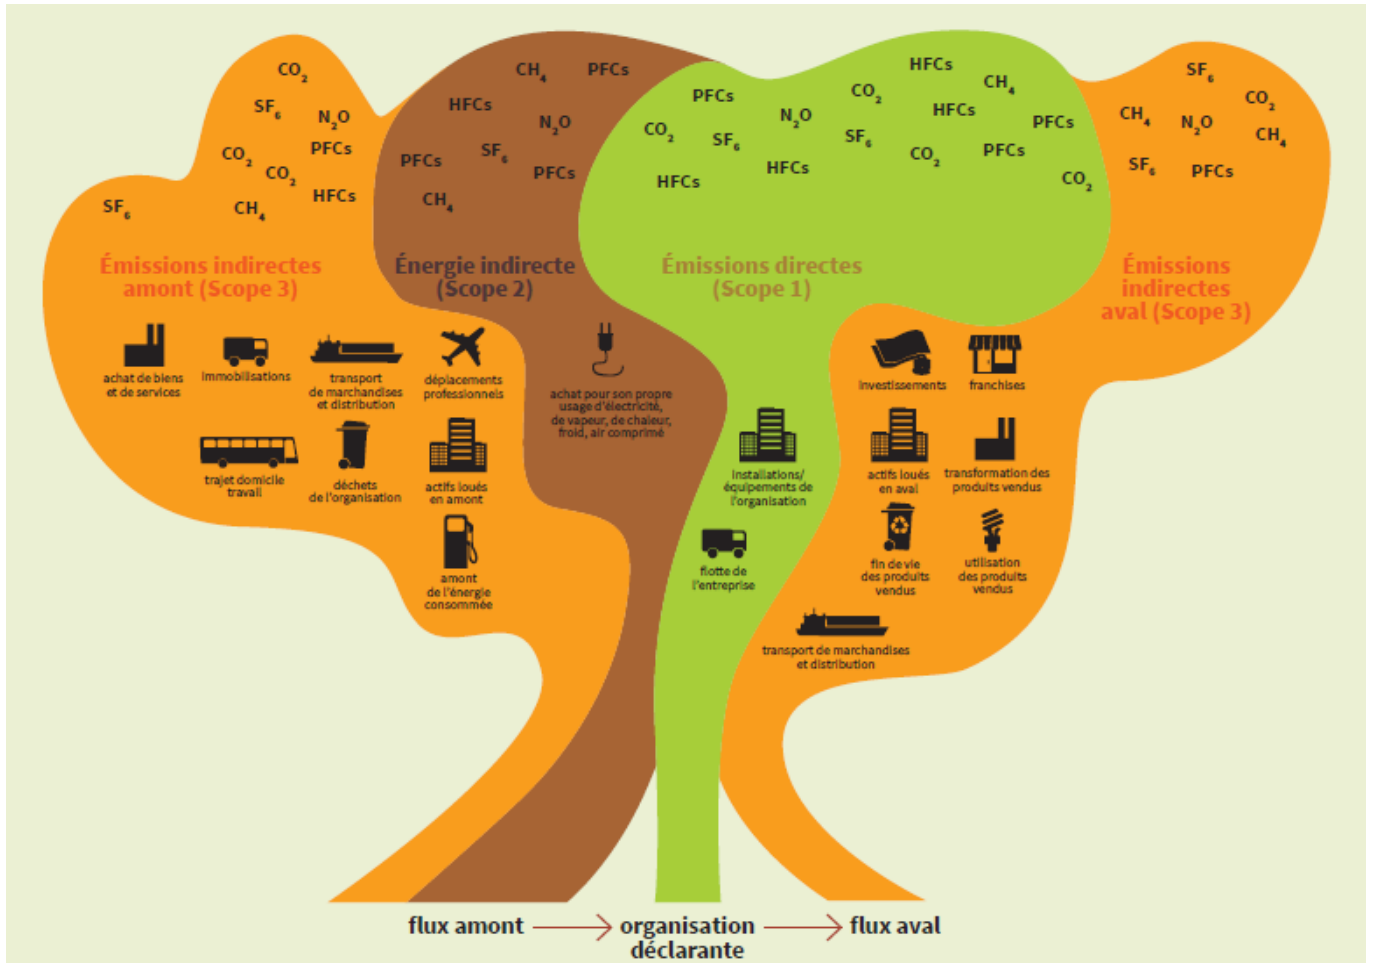 CO₂
SF₆
N₂O
CO₂
PFCs
CO₂
HFCs
SF₆
CH₄
CH₄
PFCs
HFCs
N₂O
PFCs
SF₆
PFCs
CH₄
PFCs
CO₂
SF₆
N₂O
HFCs
HFCs
CO₂
HFCs
CH₄
HFCs
SF₆
PFCs
CO₂
PFCs
CO₂
SF₆
CO₂
CH₄
N₂O
CH₄
SF₆
PFCs
Émissions indirectes
amont (Scope 3)
achat de biens
et de services
immobilisations
transport
de marchandises
et distribution
déplacements
professionnels
trajet domicile
travail
déchets
de l'organisation
actifs loués
en amont
amont
de l'énergie
consommée
Énergie indirecte
(Scope 2)
achat pour son propre
usage d'électricité,
de vapeur, de chaleur,
froid, air comprimé
Émissions directes
(Scope 1)
installations/
équipements de
l'organisation
flotte de
l'entreprise
Émissions
indirectes
aval (Scope 3)
investissements
franchises
actifs loués
en aval
transformation des
produits vendus
fin de vie
des produits
vendus
utilisation
des produits
vendus
transport de marchandises
et distribution
flux amont
organisation
déclarante
flux aval